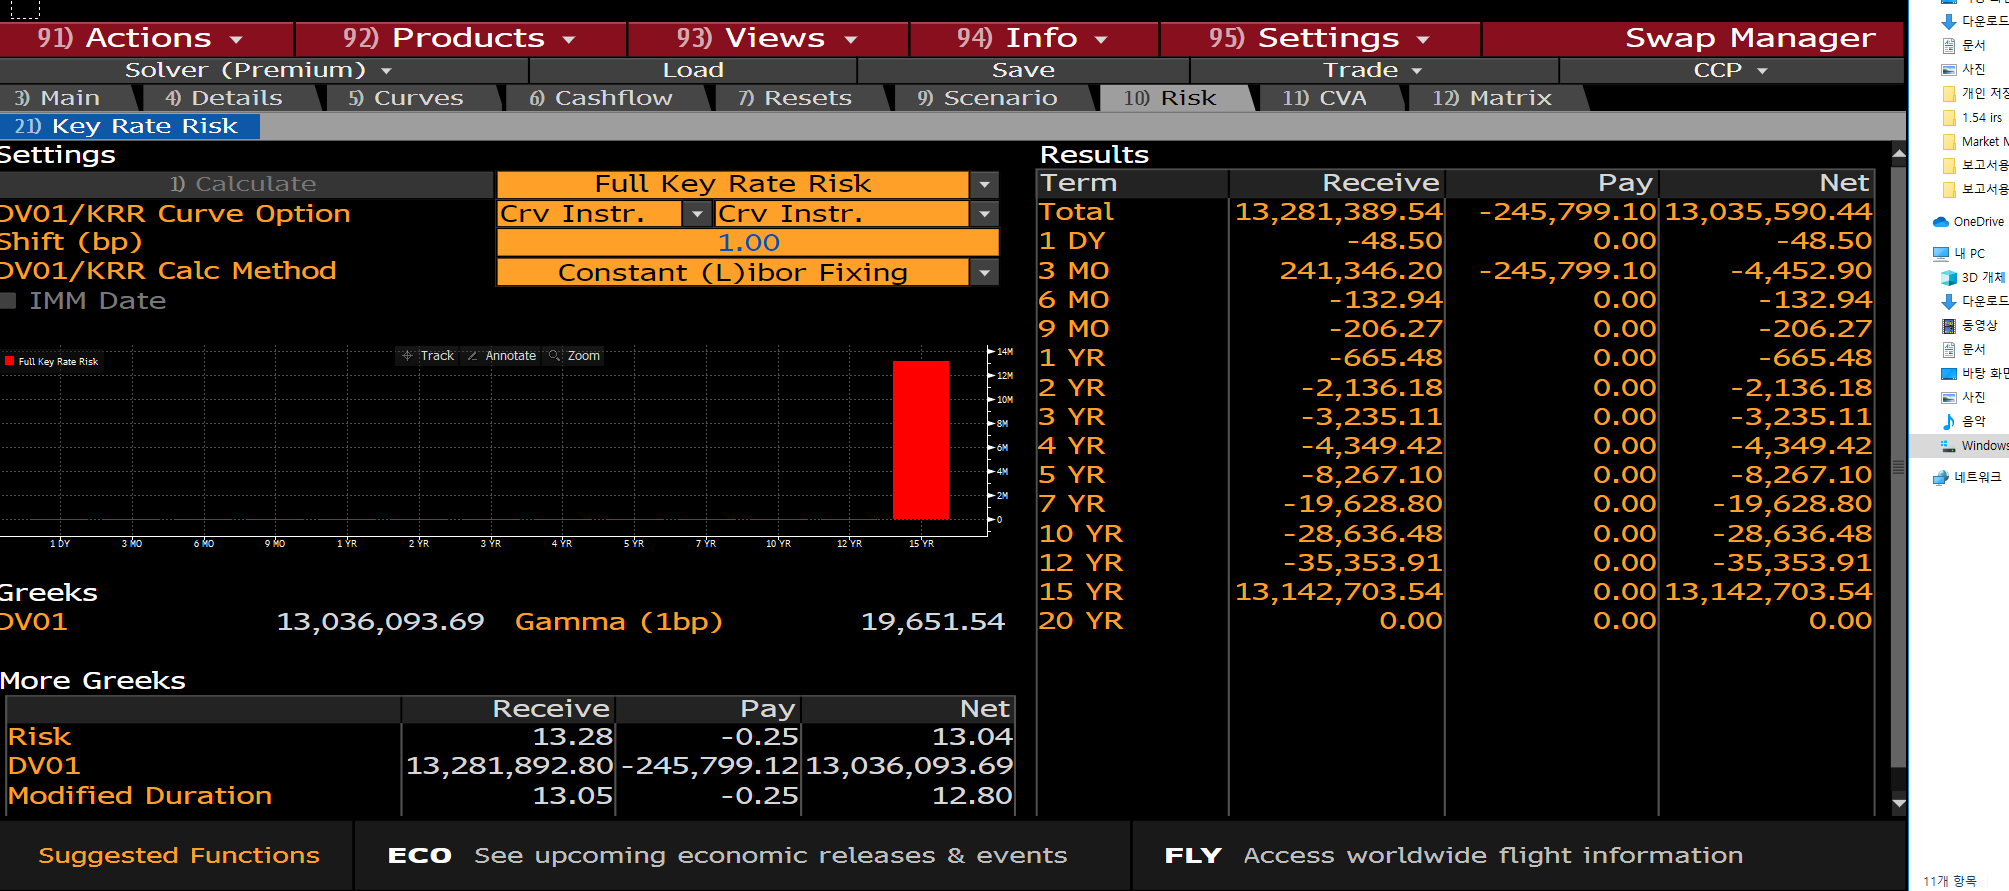 91) Actions 92) Products 93) Views 94) Info 95) Settings Swap Manager
Solver (Premium) Load Save Trade CCP
3) Main 4) Details 5) Curves 6) Cashflow 7) Resets 9) Scenario 10) Risk 11) CVA 12) Matrix
21) Key Rate Risk
Settings
1) Calculate Full Key Rate Risk
DV01/KRR Curve Option Crv Instr. Crv Instr.
Shift (bp) 1.00
DV01/KRR Calc Method Constant (L)ibor Fixing
IMM Date
Full Key Rate Risk
Track Annotate Zoom
14M
12M
10M
8M
6M
4M
2M
0
1 DY 3 MO 6 MO 9 MO 1 YR 2 YR 3 YR 4 YR 5 YR 7 YR 10 YR 12 YR 15 YR
Greeks
DV01 13,036,093.69 Gamma (1bp) 19,651.54
More Greeks
Receive Pay Net
Risk 13.28 -0.25 13.04
DV01 13,281,892.80 -245,799.12 13,036,093.69
Modified Duration 13.05 -0.25 12.80
Results
Term Receive Pay Net
Total 13,281,389.54 -245,799.10 13,035,590.44
1 DY -48.50 0.00 -48.50
3 MO 241,346.20 -245,799.10 -4,452.90
6 MO -132.94 0.00 -132.94
9 MO -206.27 0.00 -206.27
1 YR -665.48 0.00 -665.48
2 YR -2,136.18 0.00 -2,136.18
3 YR -3,235.11 0.00 -3,235.11
4 YR -4,349.42 0.00 -4,349.42
5 YR -8,267.10 0.00 -8,267.10
7 YR -19,628.80 0.00 -19,628.80
10 YR -28,636.48 0.00 -28,636.48
12 YR -35,353.91 0.00 -35,353.91
15 YR 13,142,703.54 0.00 13,142,703.54
20 YR 0.00 0.00 0.00
Suggested Functions ECO See upcoming economic releases & events FLY Access worldwide flight information
다운로드
문서
사진
개인 저장
1.54 irs
Market M
보고서용
보고서용
OneDrive
내 PC
3D 개체
다운로드
동영상
문서
바탕 화면
사진
음악
Windows
네트워크
11개 항목